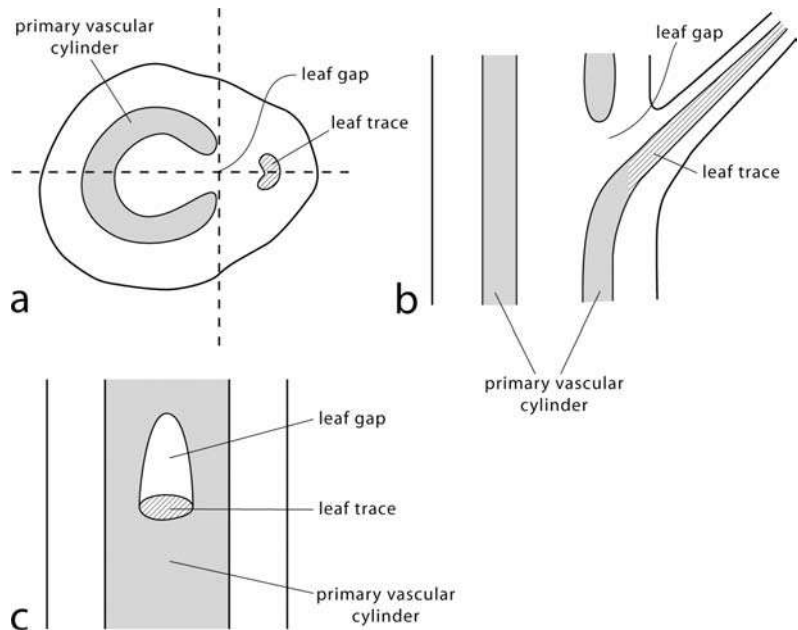 primary vascular
cylinder
leaf gap
leaf trace
a
leaf gap
leaf trace
b
primary vascular
cylinder
leaf gap
leaf trace
primary vascular
cylinder
c